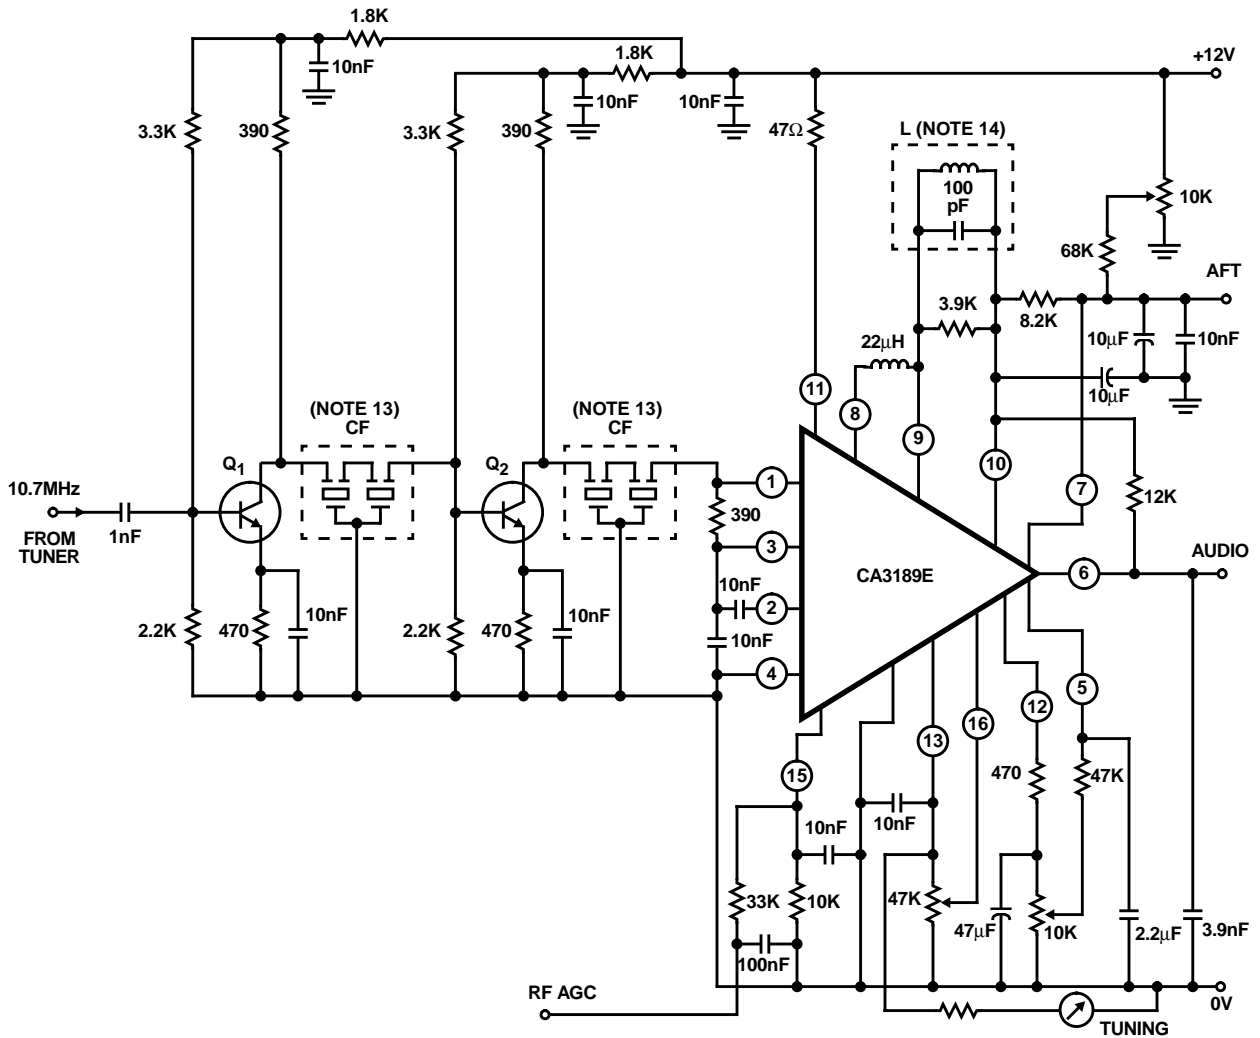 1.8K
10nF
1.8K
10nF
10nF
+12V
3.3K
390
3.3K
390
47Ω
L (NOTE 14)
100
pF
10K
68K
AFT
3.9K
8.2K
22μH
10μF
10nF
10μF
11
8
9
10
7
12K
(NOTE 13)
CF
(NOTE 13)
CF
Q1
Q2
10.7MHz
FROM
TUNER
1nF
1
390
3
10nF
2
10nF
4
CA3189E
6
AUDIO
2.2K
470
10nF
2.2K
470
10nF
5
12
16
13
15
470
47K
10nF
10nF
33K
10K
47K
47μF
10K
2.2μF
3.9nF
100nF
RF AGC
0V
TUNING